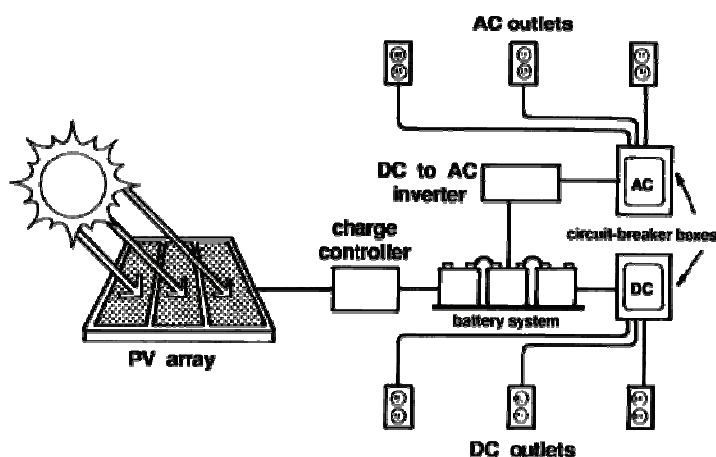 AC outlets
DC to AC
inverter
AC
charge
controller
circuit-breaker boxes
DC
battery system
PV array
DC outlets